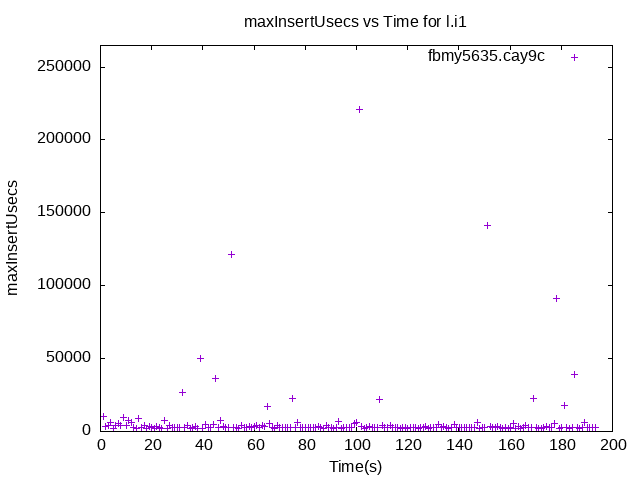 maxInsertUsecs vs Time for l.i1
fbmy5635.cay9c
250000
200000
150000
100000
50000
0
maxInsertUsecs
0 20 40 60 80 100 120 140 160 180 200
Time(s)